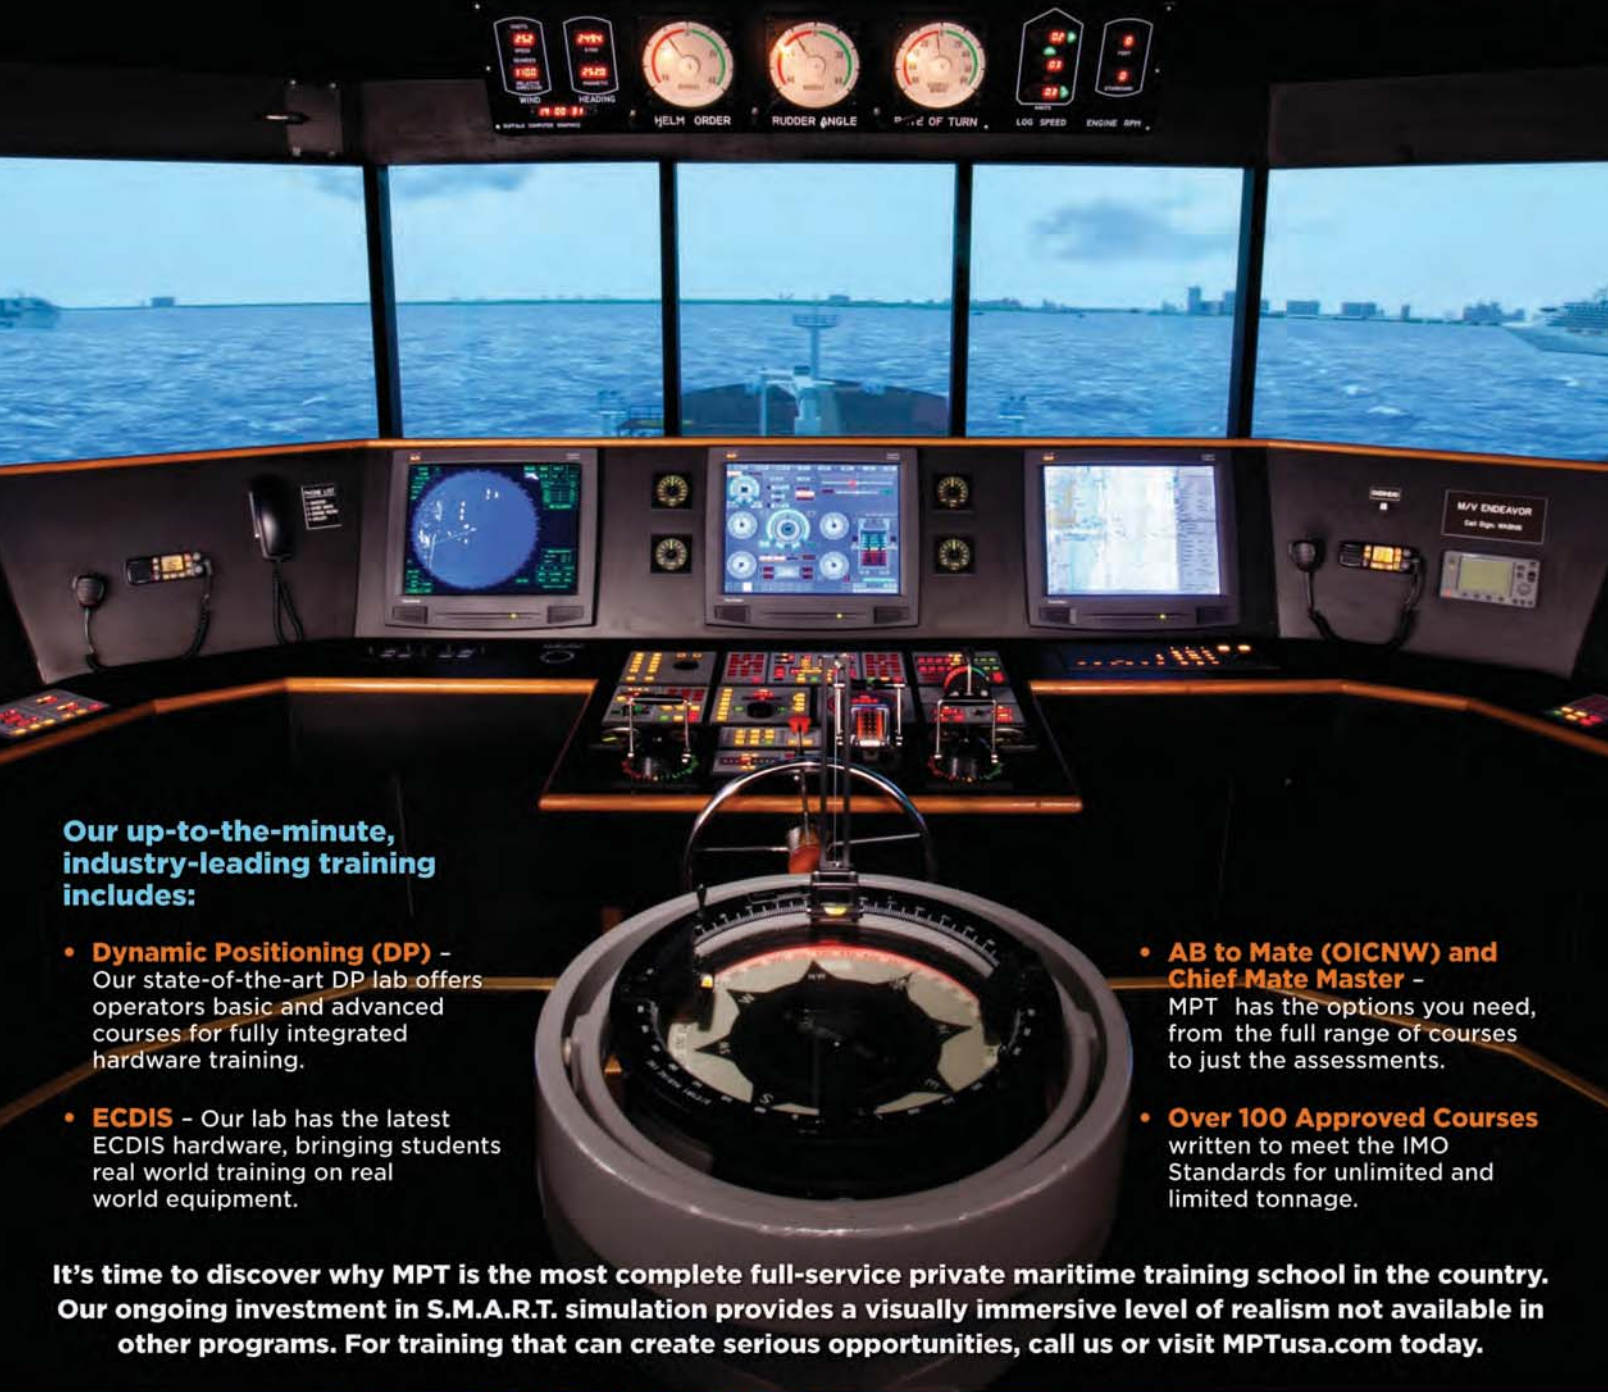 WIND
HEADING
HELM ORDER
RUDDER ANGLE
OF TURN
LOG SPEED
ENGINE RPM
PHONE LIST
M/V ENDEAVOR
Our up-to-the-minute,
industry-leading training
includes:
• Dynamic Positioning (DP) –
Our state-of-the-art DP lab offers
operators basic and advanced
courses for fully integrated
hardware training.
• ECDIS – Our lab has the latest
ECDIS hardware, bringing students
real world training on real
world equipment.
• AB to Mate (OICNW) and
Chief Mate Master –
MPT has the options you need,
from the full range of courses
to just the assessments.
• Over 100 Approved Courses
written to meet the IMO
Standards for unlimited and
limited tonnage.
It's time to discover why MPT is the most complete full-service private maritime training school in the country.
Our ongoing investment in S.M.A.R.T. simulation provides a visually immersive level of realism not available in
other programs. For training that can create serious opportunities, call us or visit MPTusa.com today.